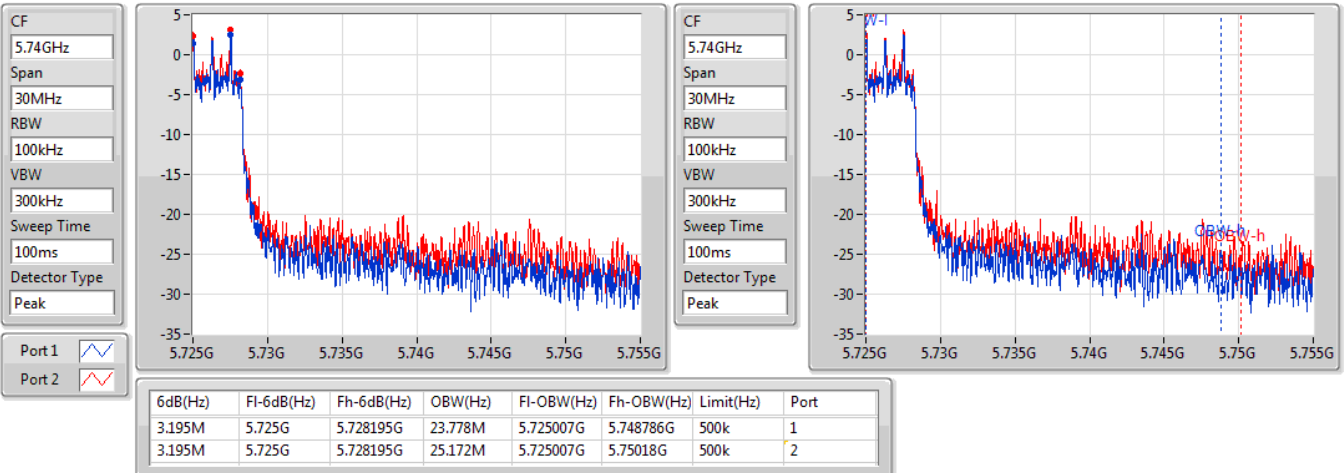 CF
5.74GHz
Span
30MHz
RBW
100kHz
VBW
300kHz
Sweep Time
100ms
Detector Type
Peak
Port 1
Port 2
5
0
-5
-10
-15
-20
-25
-30
-35
5.725G 5.73G 5.735G 5.74G 5.745G 5.75G 5.755G
CF
5.74GHz
Span
30MHz
RBW
100kHz
VBW
300kHz
Sweep Time
100ms
Detector Type
Peak
5
0
-5
-10
-15
-20
-25
-30
-35
W-l
OBW-h
OBW-h
5.725G 5.73G 5.735G 5.74G 5.745G 5.75G 5.755G
6dB(Hz) Fl-6dB(Hz) Fh-6dB(Hz) OBW(Hz) Fl-OBW(Hz) Fh-OBW(Hz) Limit(Hz) Port
3.195M 5.725G 5.728195G 23.778M 5.725007G 5.748786G 500k 1
3.195M 5.725G 5.728195G 25.172M 5.725007G 5.75018G 500k 2